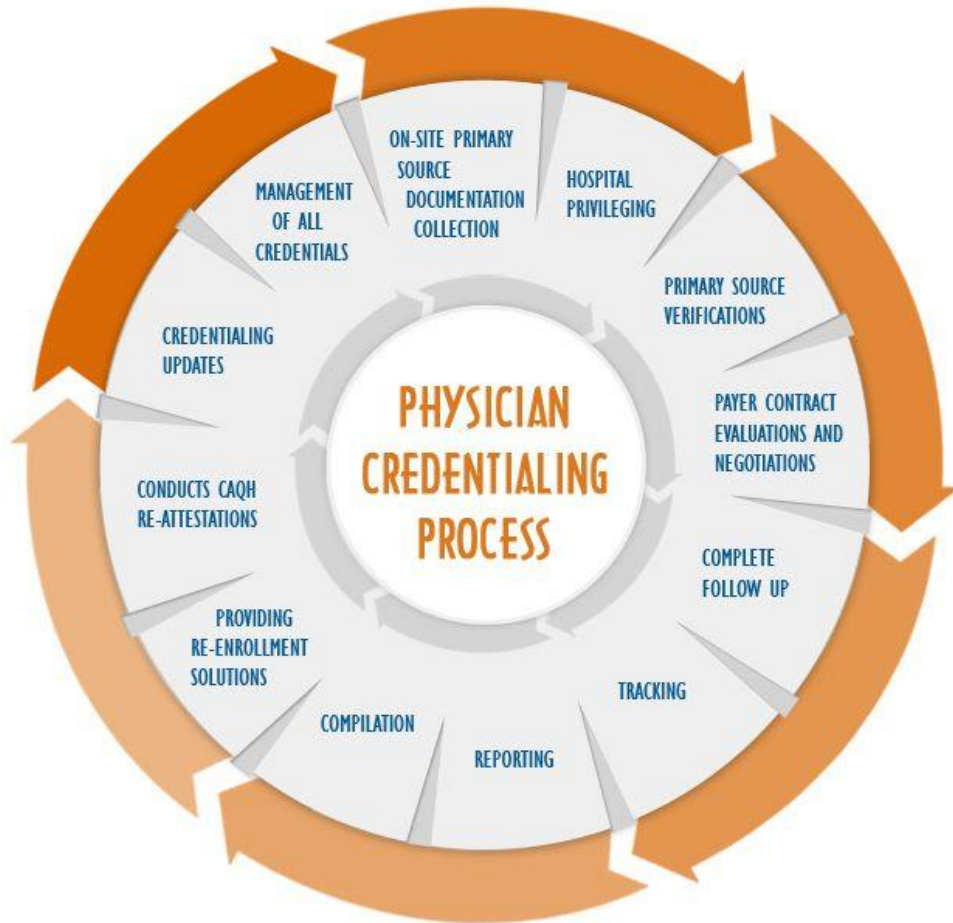 PHYSICIAN
CREDENTIALING
PROCESS
ON-SITE PRIMARY
SOURCE
DOCUMENTATION
COLLECTION
HOSPITAL
PRIVILEGING
PRIMARY SOURCE
VERIFICATIONS
PAYER CONTRACT
EVALUATIONS AND
NEGOTIATIONS
COMPLETE
FOLLOW UP
TRACKING
REPORTING
COMPILATION
PROVIDING
RE-ENROLLMENT
SOLUTIONS
CONDUCTS CAQH
RE-ATTESTATIONS
CREDENTIALING
UPDATES
MANAGEMENT
OF ALL
CREDENTIALS